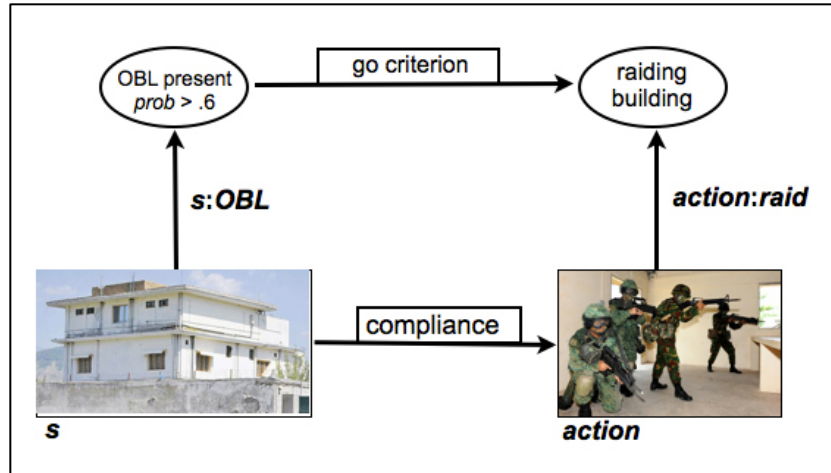 OBL present
prob > .6
go criterion
raiding
building
s:OBL
action:raid
compliance
s
action